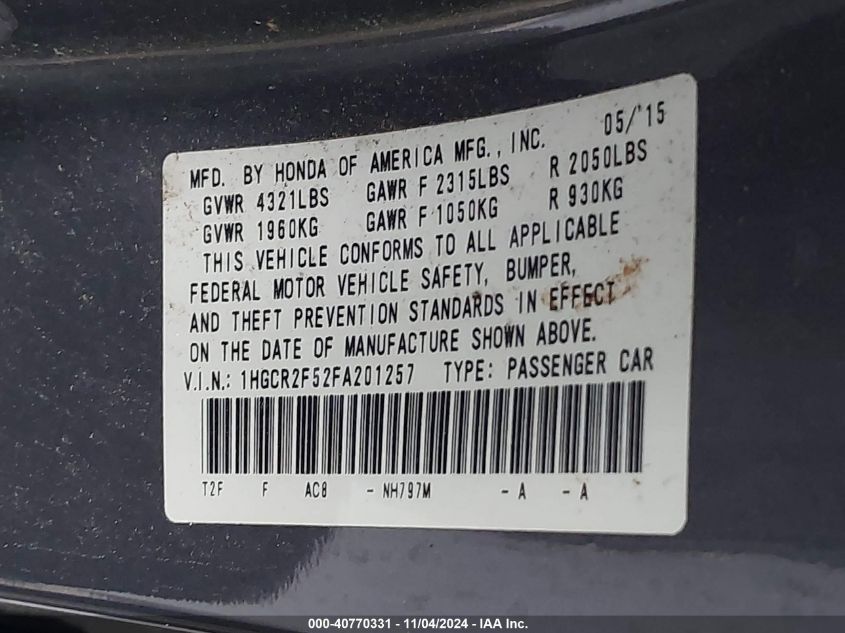 MFD. BY HONDA OF AMERICA MFG., INC. 05/'15
GVWR 4321LBS GAWR F 2315LBS R 2050LBS
GVWR 1960KG GAWR F 1050KG R 930KG
THIS VEHICLE CONFORMS TO ALL APPLICABLE
FEDERAL MOTOR VEHICLE SAFETY, BUMPER,
AND THEFT PREVENTION STANDARDS IN EFFECT
ON THE DATE OF MANUFACTURE SHOWN ABOVE.
V.I.N.: 1HGCR2F52FA201257 TYPE: PASSENGER CAR
T2F F AC8 - NH797M - A - A
000-40770331 - 11/04/2024 - IAA Inc.